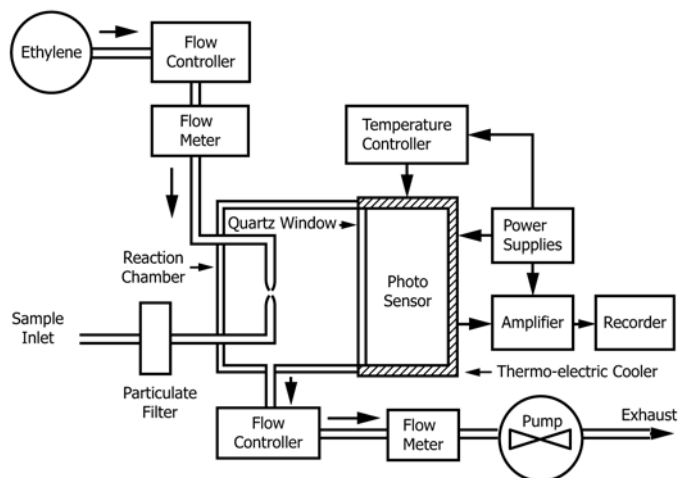 Ethylene
Flow
Controller
Flow
Meter
Temperature
Controller
Quartz Window
Power
Supplies
Reaction
Chamber
Photo
Sensor
Sample
Inlet
Amplifier
Recorder
Particulate
Filter
Thermo-electric Cooler
Flow
Controller
Flow
Meter
Pump
Exhaust